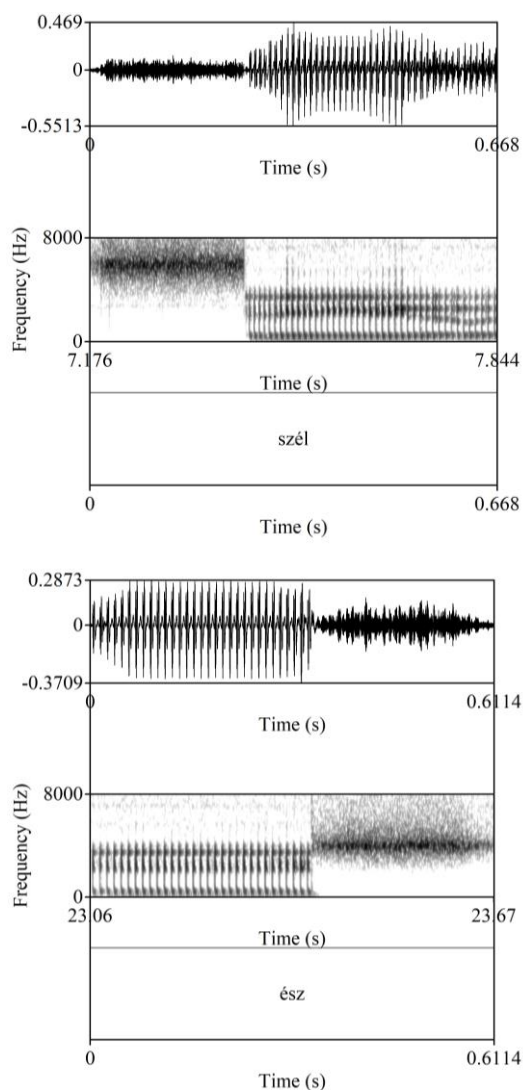 0.469
0
-0.5513
0 0.668
Time (s)
8000
Frequency (Hz)
0
7.176 7.844
Time (s)
szél
0 0.668
Time (s)
0.2873
0
-0.3709
0 0.6114
Time (s)
8000
Frequency (Hz)
0
23.06 23.67
Time (s)
ész
0 0.6114
Time (s)